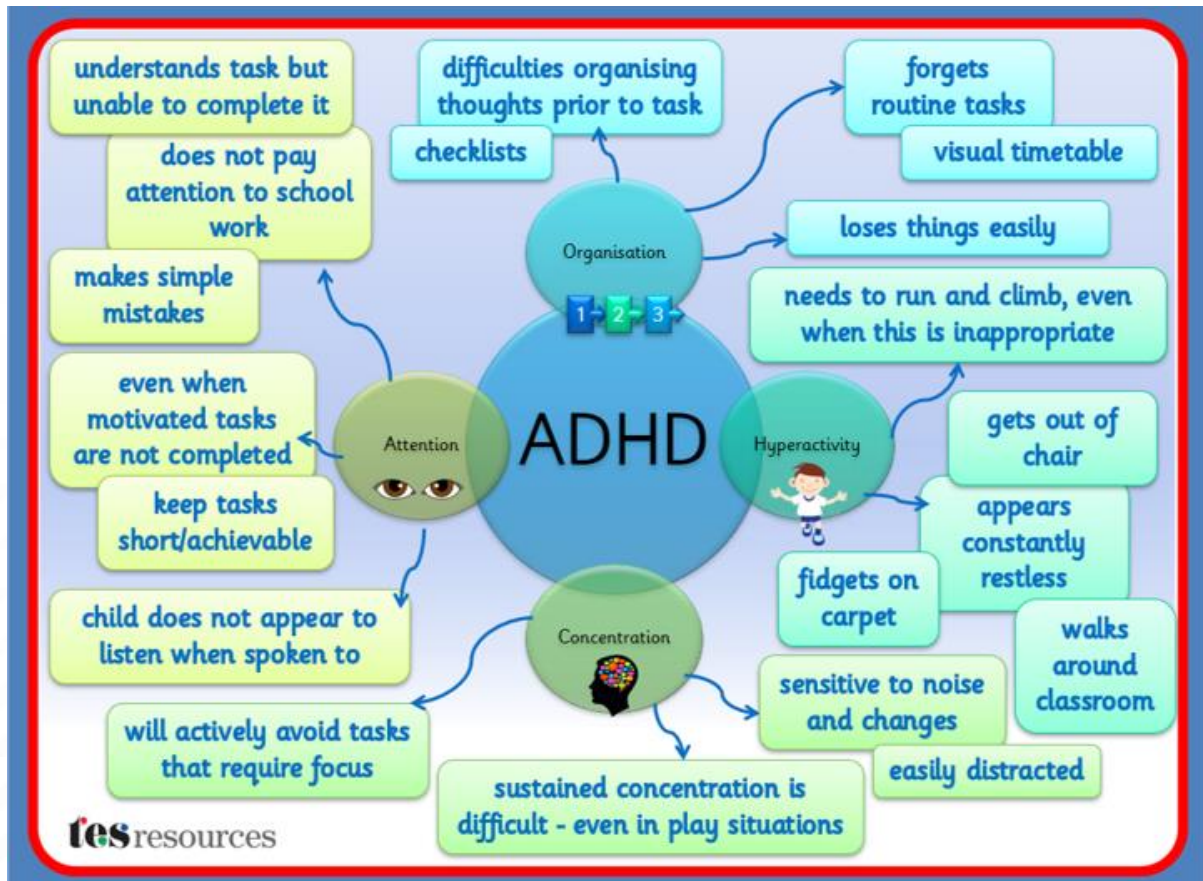 understands task but
unable to complete it
does not pay
attention to school
work
makes simple
mistakes
even when
motivated tasks
are not completed
keep tasks
short/achievable
child does not appear to
listen when spoken to
Attention
difficulties organising
thoughts prior to task
checklists
forgets
routine tasks
visual timetable
loses things easily
Organisation
1 2 3
ADHD
needs to run and climb, even
when this is inappropriate
Hyperactivity
gets out of
chair
appears
constantly
restless
fidgets on
carpet
walks
around
classroom
Concentration
will actively avoid tasks
that require focus
sensitive to noise
and changes
easily distracted
sustained concentration is
difficult - even in play situations
tes resources